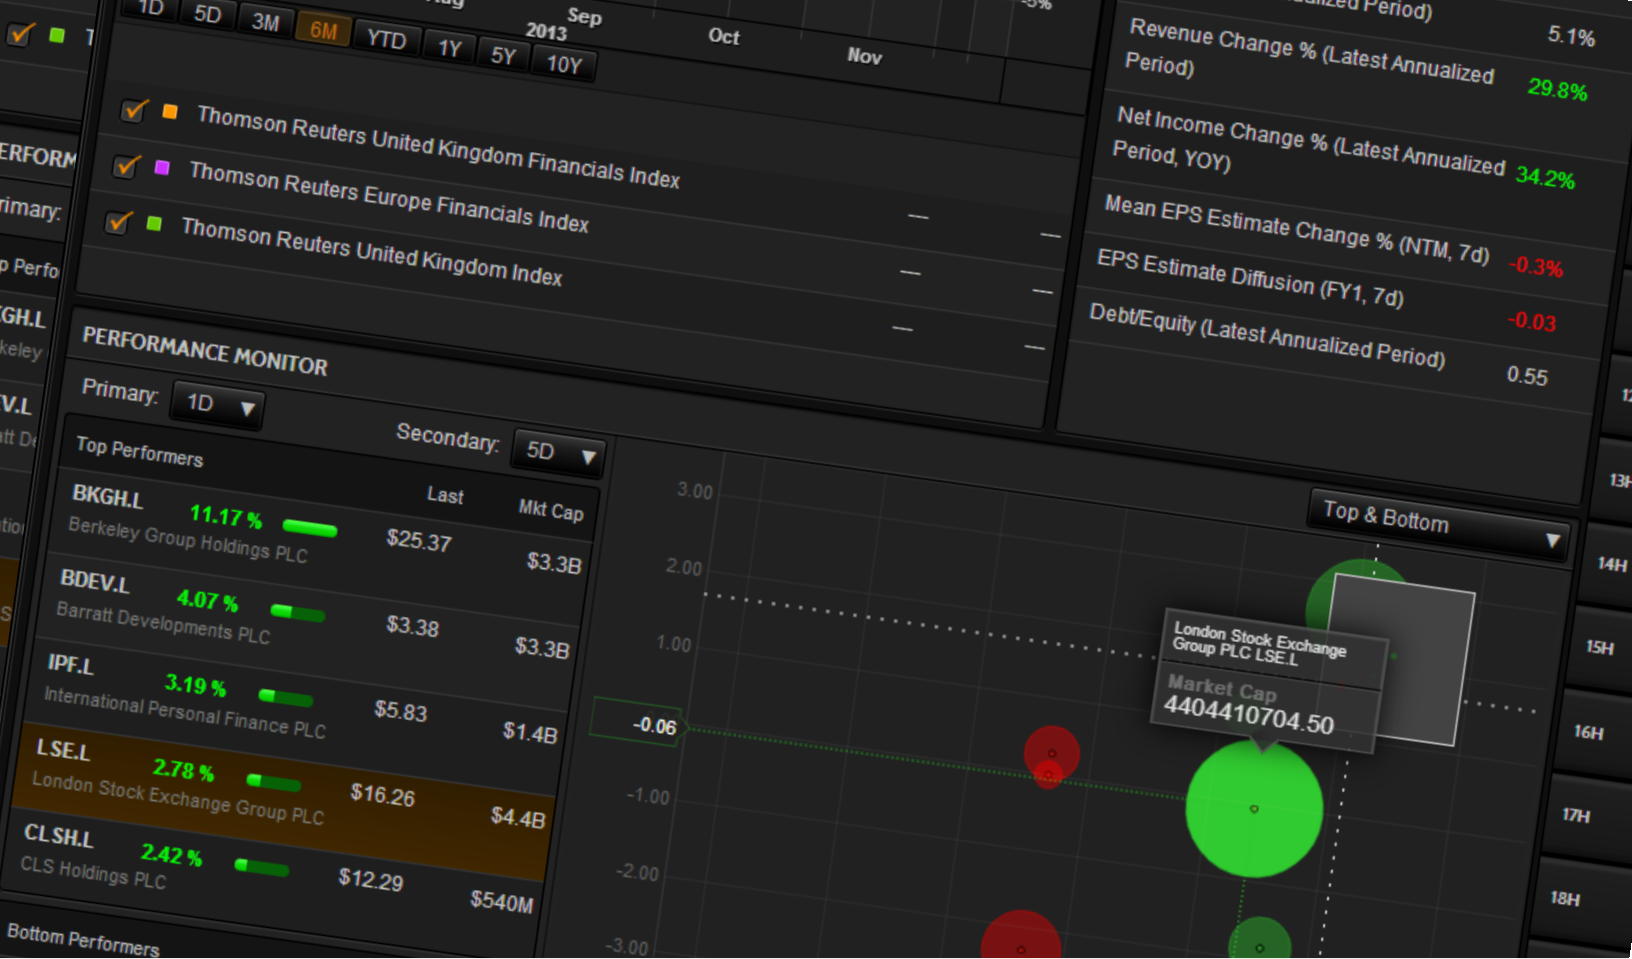 1D 5D 3M 6M YTD 1Y 5Y 10Y
Sep
2013
Oct
Nov
-5%
Thomson Reuters United Kingdom Financials Index — —
Thomson Reuters Europe Financials Index — —
Thomson Reuters United Kingdom Index — —
Period)
5.1%
Revenue Change % (Latest Annualized
Period)
29.8%
Net Income Change % (Latest Annualized
Period, YOY)
34.2%
Mean EPS Estimate Change % (NTM, 7d) -0.3%
EPS Estimate Diffusion (FY1, 7d) -0.03
Debt/Equity (Latest Annualized Period) 0.55
PERFORMANCE MONITOR
Primary: 1D
Secondary: 5D
Top Performers
Last Mkt Cap
BKGH.L 11.17 % $25.37 $3.3B
Berkeley Group Holdings PLC
BDEV.L 4.07 % $3.38 $3.3B
Barratt Developments PLC
IPF.L 3.19 % $5.83 $1.4B
International Personal Finance PLC
LSE.L 2.78 % $16.26 $4.4B
London Stock Exchange Group PLC
CLSH.L 2.42 % $12.29 $540M
CLS Holdings PLC
Bottom Performers
Top & Bottom
3.00
2.00
1.00
-0.06
-1.00
-2.00
-3.00
London Stock Exchange
Group PLC LSE.L
Market Cap
4404410704.50
13H
14H
15H
16H
17H
18H